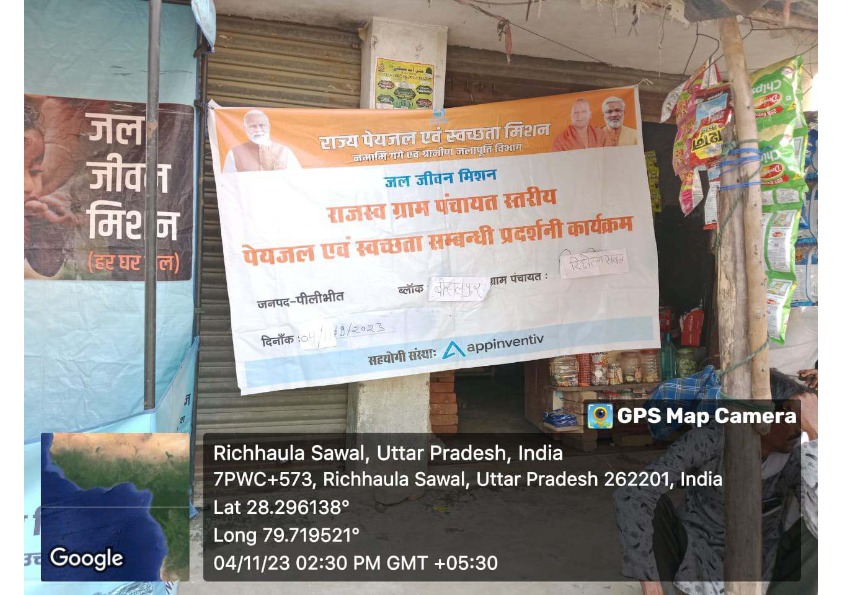 जल
जीवन
मिशन
(हर घर जल)
राज्य पेयजल एवं स्वच्छता मिशन
नमामि गंगे एवं ग्रामीण जलापूर्ति विभाग
जल जीवन मिशन
राजस्व ग्राम पंचायत स्तरीय
पेयजल एवं स्वच्छता सम्बन्धी प्रदर्शनी कार्यक्रम
जनपद-पीलीभीत ब्लॉक ग्राम पंचायत :
दिनाँक :
सहयोगी संस्थाः appinventiv
Chips
GPS Map Camera
Richhaula Sawal, Uttar Pradesh, India
7PWC+573, Richhaula Sawal, Uttar Pradesh 262201, India
Lat 28.296138°
Long 79.719521°
04/11/23 02:30 PM GMT +05:30
Google